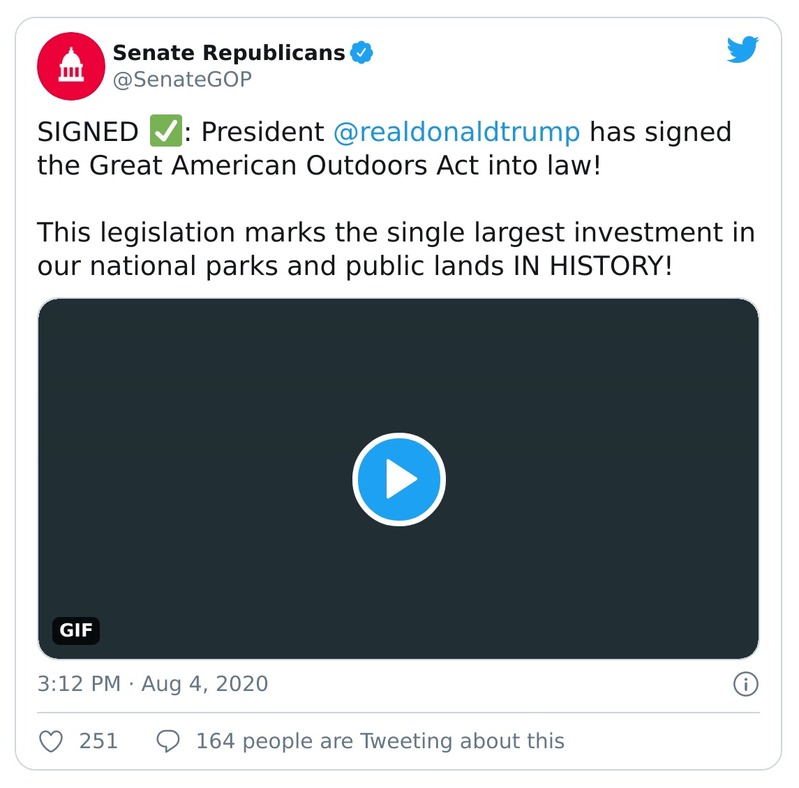 Senate Republicans
@SenateGOP
SIGNED ✅: President @realdonaldtrump has signed
the Great American Outdoors Act into law!
This legislation marks the single largest investment in
our national parks and public lands IN HISTORY!
GIF
3:12 PM · Aug 4, 2020
251
164 people are Tweeting about this